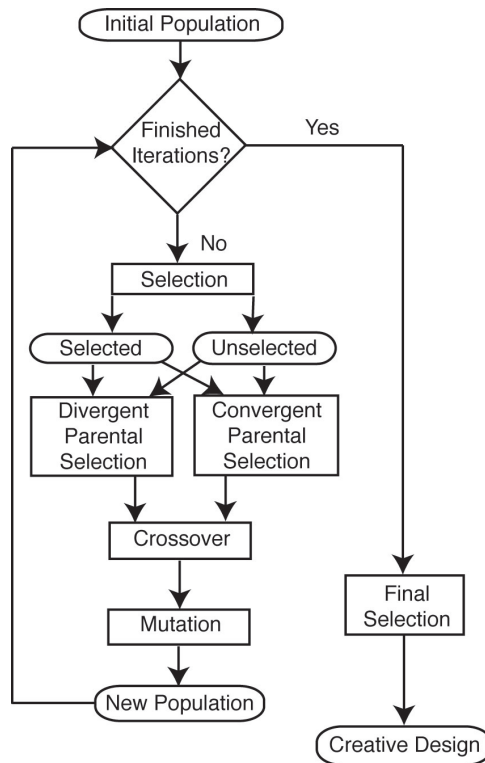 Initial Population
Finished
Iterations?
Yes
No
Selection
Selected
Unselected
Divergent
Parental
Selection
Convergent
Parental
Selection
Crossover
Mutation
New Population
Final
Selection
Creative Design